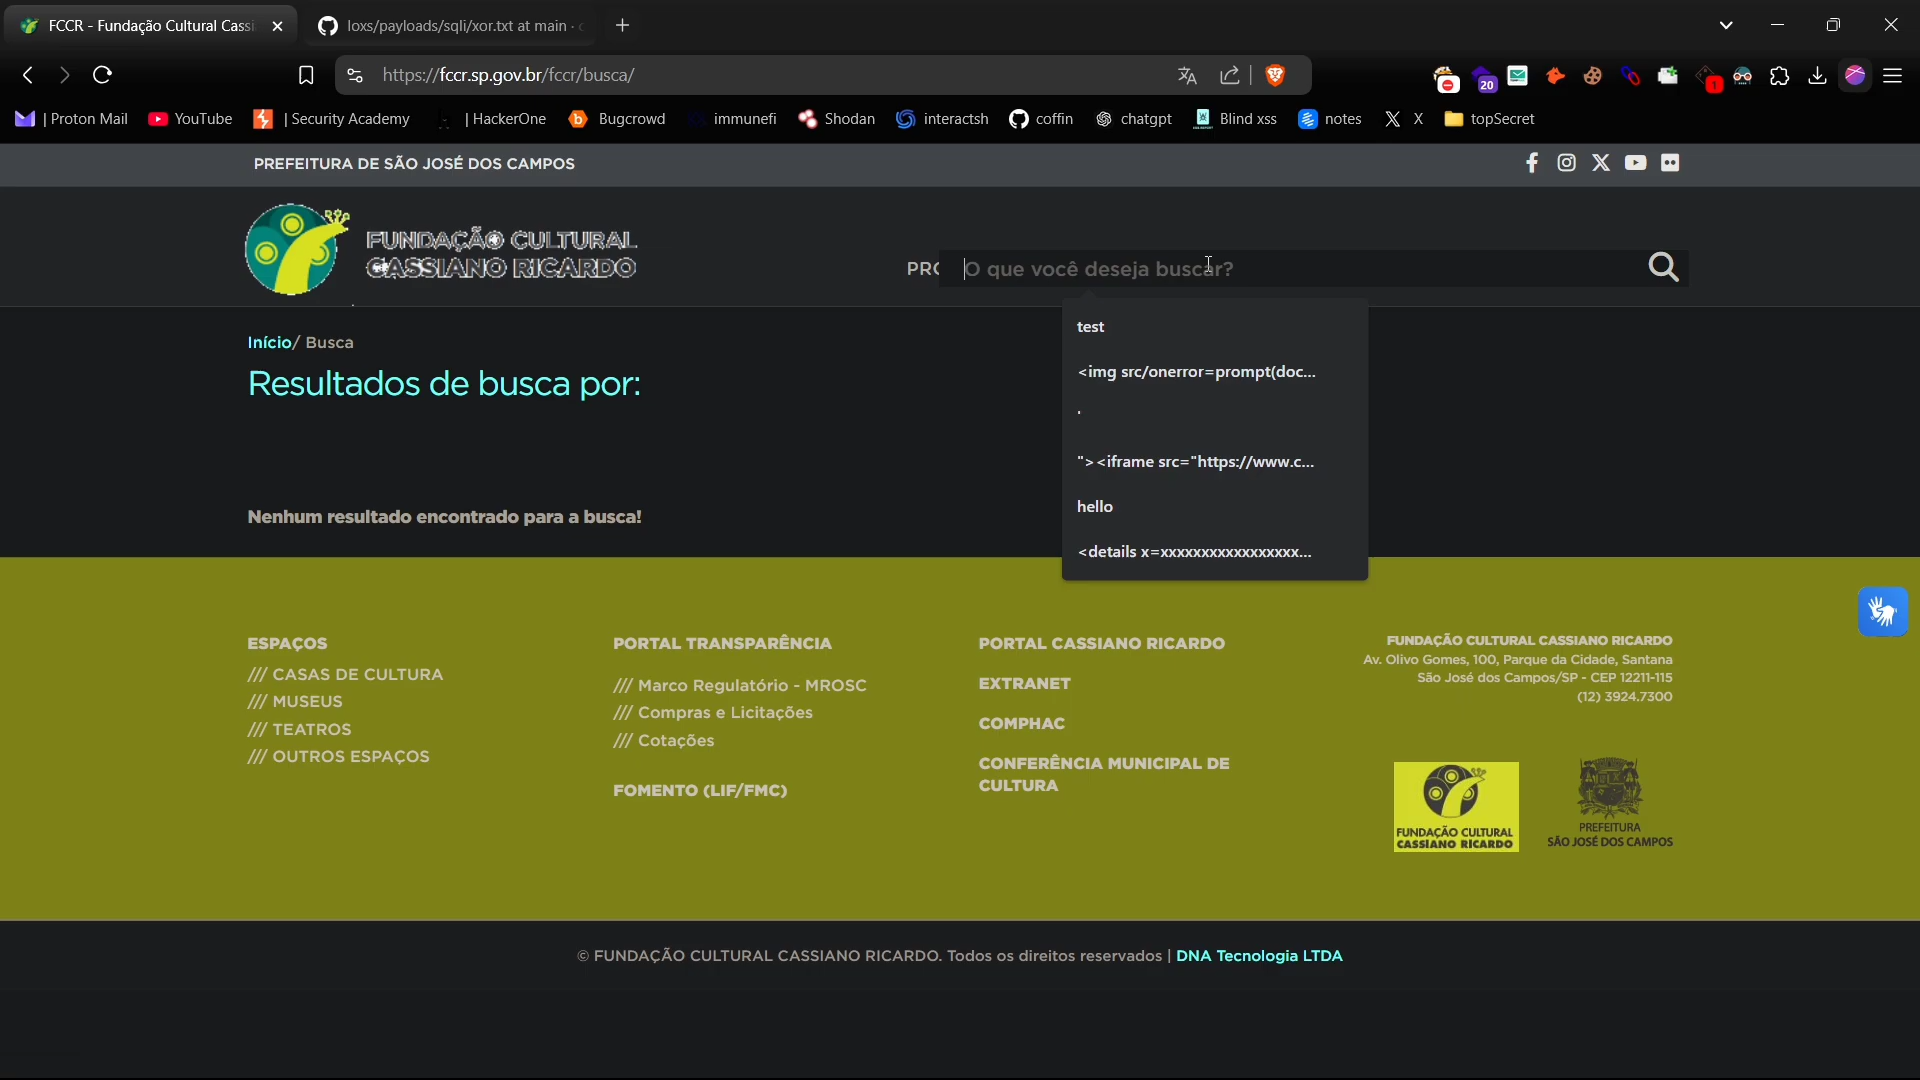 FCCR - Fundação Cultural Cassi
loxs/payloads/sqli/xor.txt at main · c
https://fccr.sp.gov.br/fccr/busca/
20
1
| Proton Mail
YouTube
| Security Academy
| HackerOne
Bugcrowd
immunefi
Shodan
interactsh
coffin
chatgpt
Blind xss
notes
X
topSecret
PREFEITURA DE SÃO JOSÉ DOS CAMPOS
FUNDAÇÃO CULTURAL
CASSIANO RICARDO
PRO
O que você deseja buscar?
test
<img src/onerror=prompt(doc...
'
"><iframe src="https://www.c...
hello
<details x=xxxxxxxxxxxxxxxxx...
Início/ Busca
Resultados de busca por:
Nenhum resultado encontrado para a busca!
ESPAÇOS
/// CASAS DE CULTURA
/// MUSEUS
/// TEATROS
/// OUTROS ESPAÇOS
PORTAL TRANSPARÊNCIA
/// Marco Regulatório - MROSC
/// Compras e Licitações
/// Cotações
FOMENTO (LIF/FMC)
PORTAL CASSIANO RICARDO
EXTRANET
COMPHAC
CONFERÊNCIA MUNICIPAL DE
CULTURA
FUNDAÇÃO CULTURAL CASSIANO RICARDO
Av. Olivo Gomes, 100, Parque da Cidade, Santana
São José dos Campos/SP - CEP 12211-115
(12) 3924.7300
FUNDAÇÃO CULTURAL
CASSIANO RICARDO
PREFEITURA
SÃO JOSÉ DOS CAMPOS
© FUNDAÇÃO CULTURAL CASSIANO RICARDO. Todos os direitos reservados | DNA Tecnologia LTDA